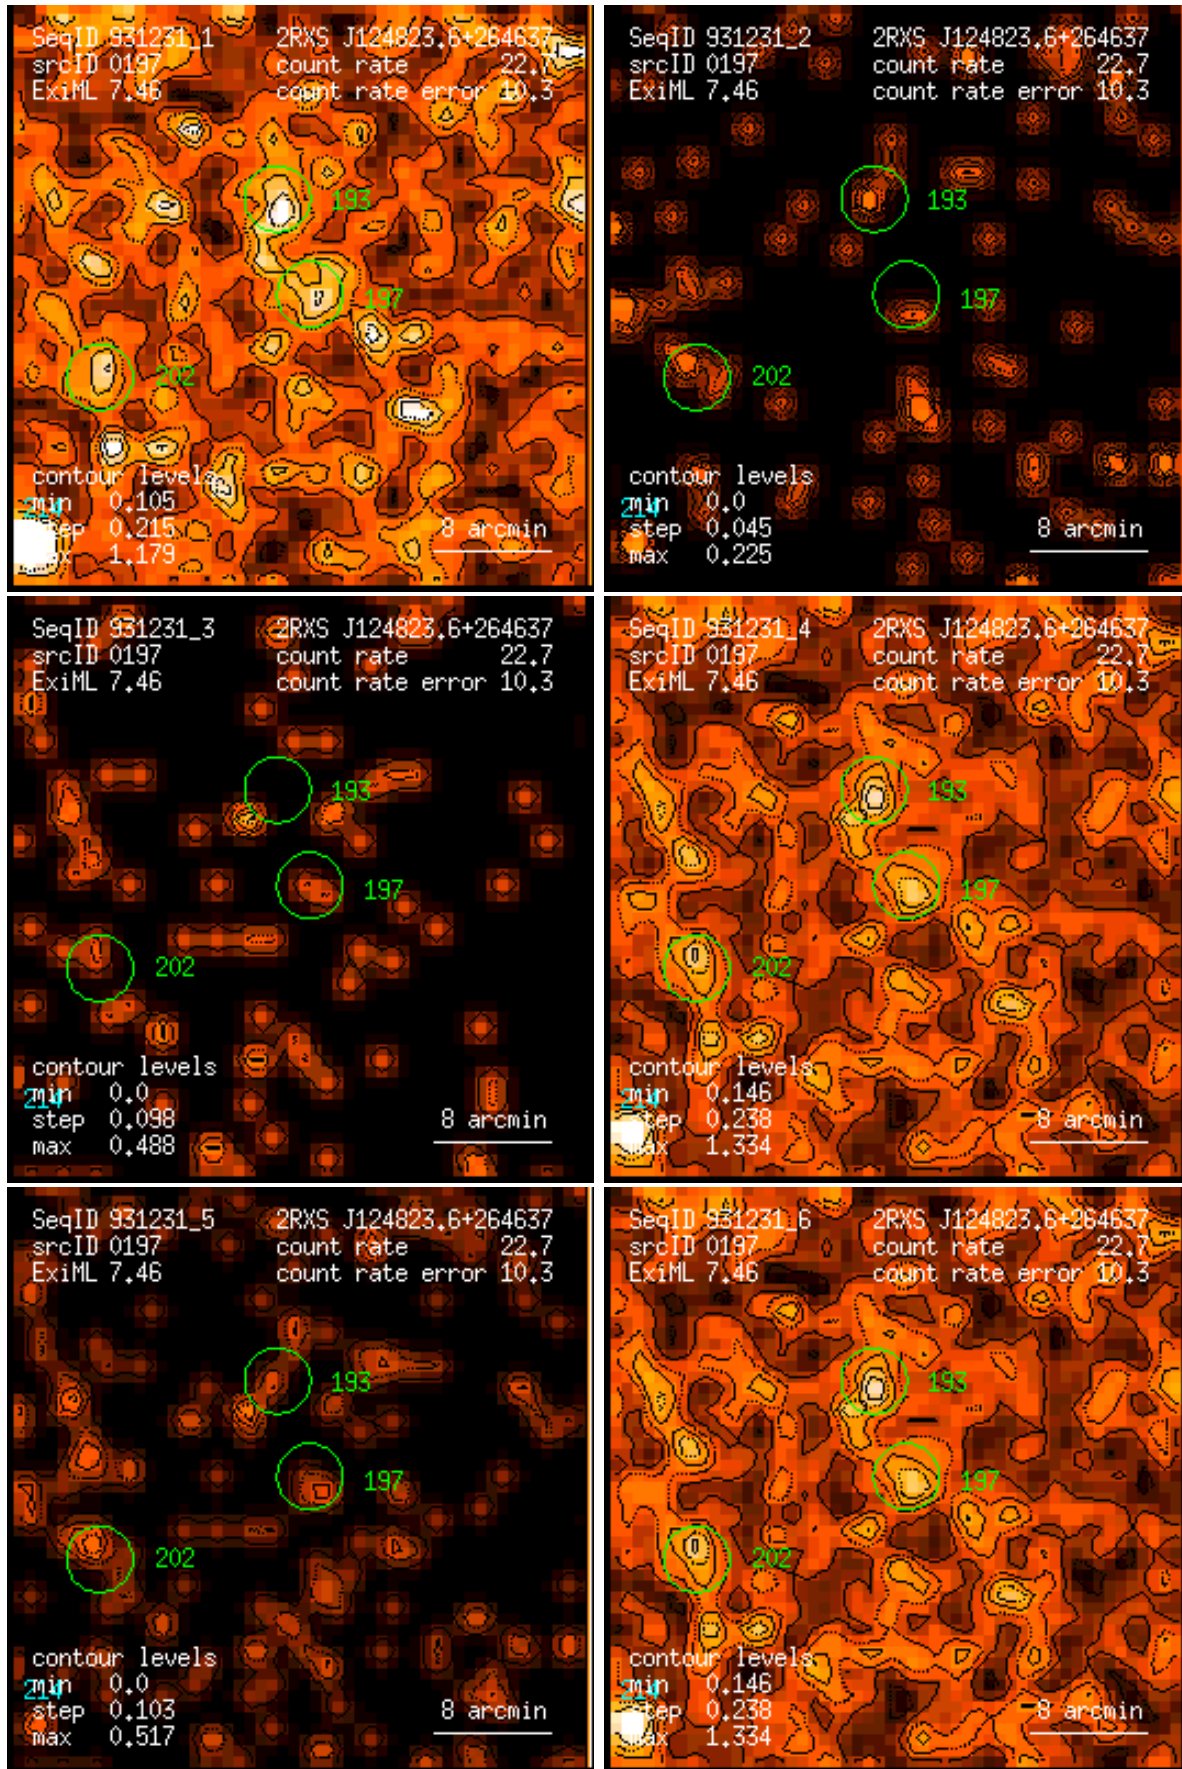 SeqID 931231_1 2RXS J124823.6+264637
srcID 0197 count rate 22.7
ExiML 7.46 count rate error 10.3
193
197
202
contour levels
min 0.105
214
step 0.215
8 arcmin
max 1.179
SeqID 931231_2 2RXS J124823.6+264637
srcID 0197 count rate 22.7
ExiML 7.46 count rate error 10.3
193
197
202
contour levels
min 0.0
214
step 0.045
8 arcmin
max 0.225
SeqID 931231_3 2RXS J124823.6+264637
srcID 0197 count rate 22.7
ExiML 7.46 count rate error 10.3
193
197
202
contour levels
min 0.0
214
step 0.098
8 arcmin
max 0.488
SeqID 931231_4 2RXS J124823.6+264637
srcID 0197 count rate 22.7
ExiML 7.46 count rate error 10.3
193
197
202
contour levels
min 0.146
214
step 0.238
8 arcmin
max 1.334
SeqID 931231_5 2RXS J124823.6+264637
srcID 0197 count rate 22.7
ExiML 7.46 count rate error 10.3
193
197
202
contour levels
min 0.0
214
step 0.103
8 arcmin
max 0.517
SeqID 931231_6 2RXS J124823.6+264637
srcID 0197 count rate 22.7
ExiML 7.46 count rate error 10.3
193
197
202
contour levels
min 0.146
214
step 0.238
8 arcmin
max 1.334